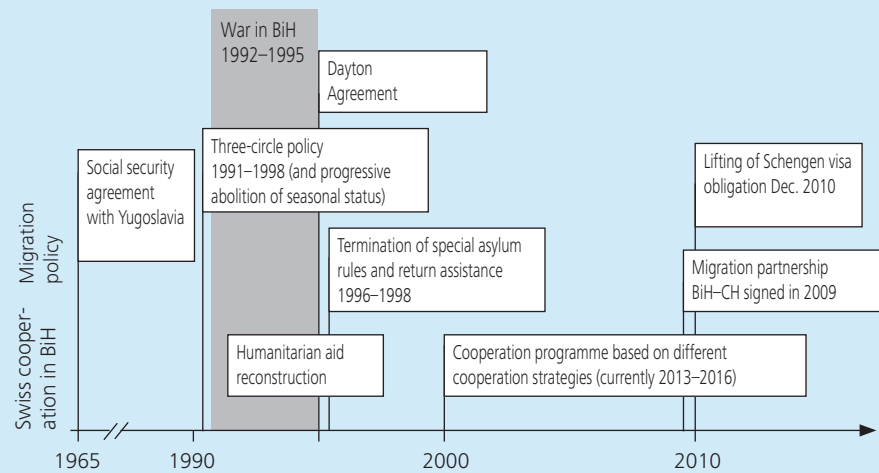 War in BiH
1992–1995
Dayton
Agreement
Three-circle policy
1991–1998 (and progressive
abolition of seasonal status)
Social security
agreement
with Yugoslavia
Lifting of Schengen visa
obligation Dec. 2010
Termination of special asylum
rules and return assistance
1996–1998
Migration partnership
BiH–CH signed in 2009
Humanitarian aid
reconstruction
Cooperation programme based on different
cooperation strategies (currently 2013–2016)
Migration
policy
Swiss cooper-
ation in BiH
1965
1990
2000
2010